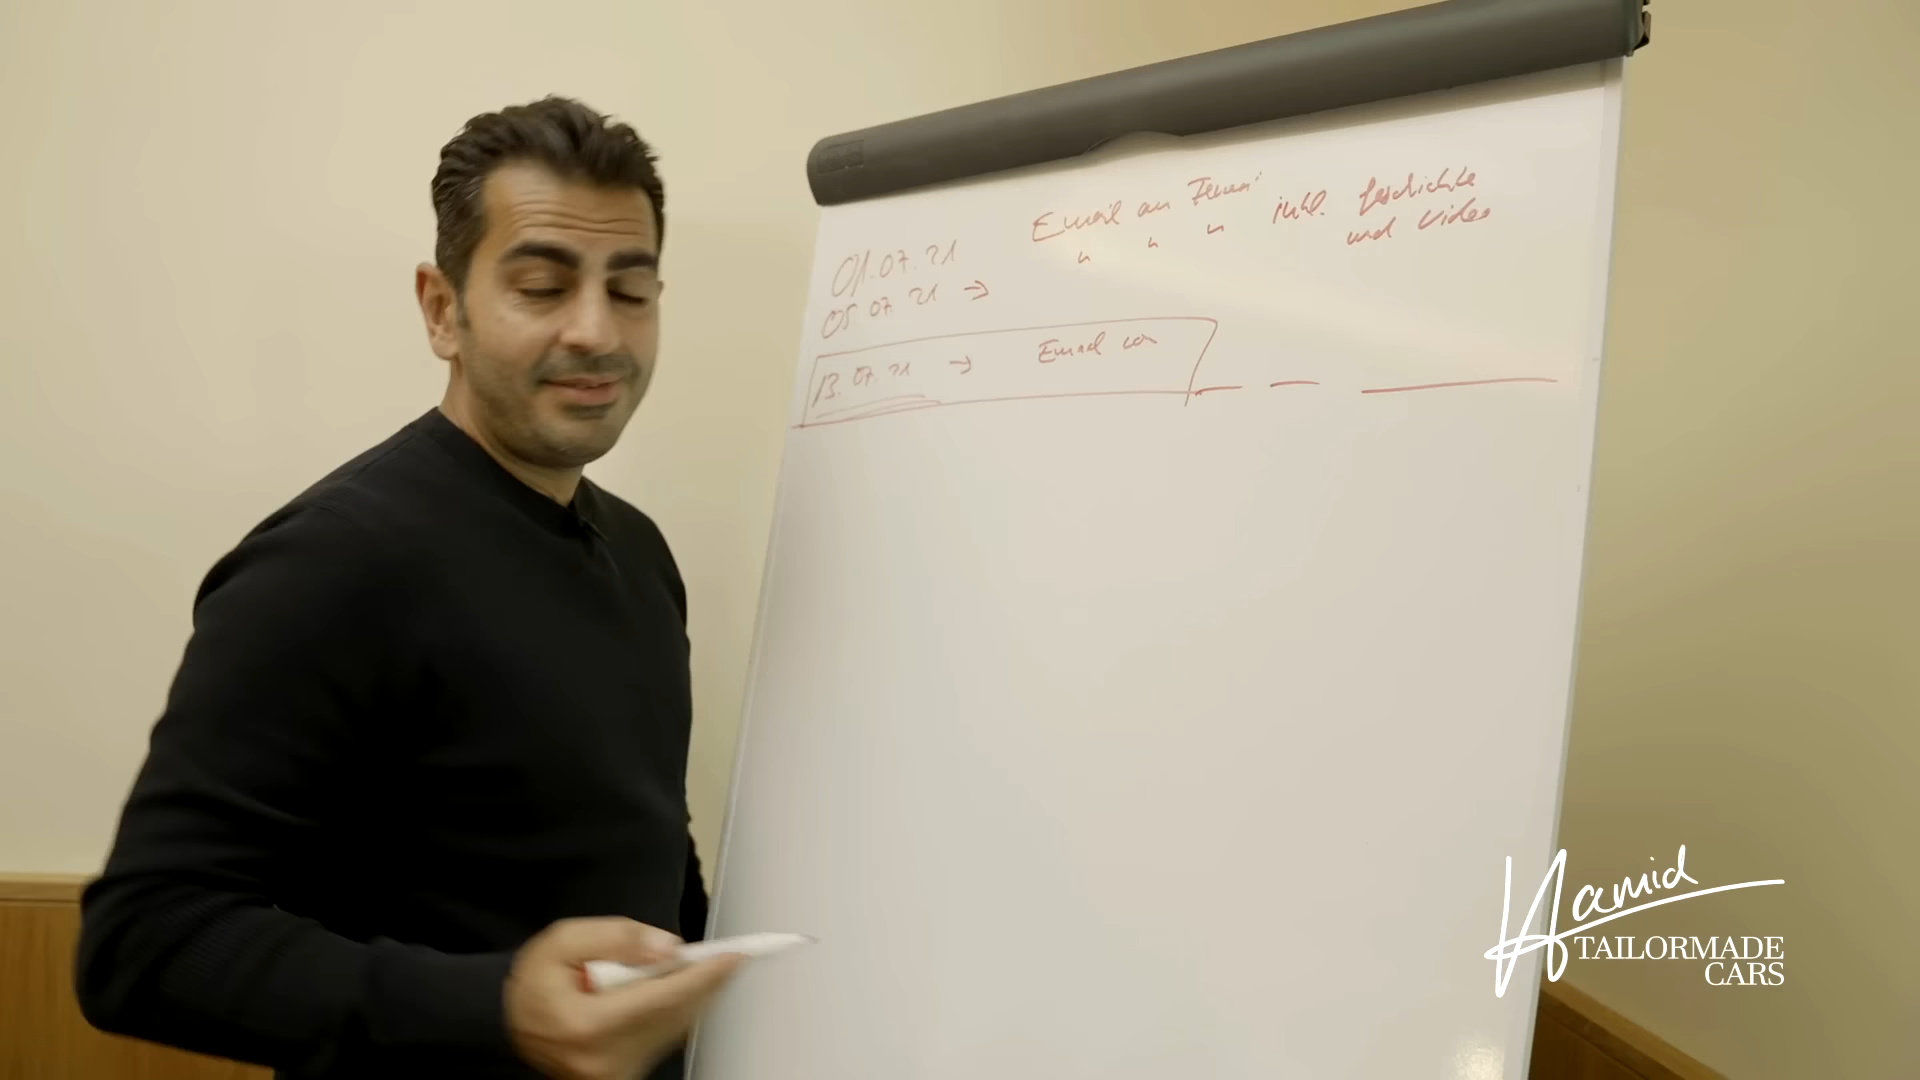 01.07.21 Email an Ferrari
05.07.21 → " " " inkl. Geschichte
und Video
13.07.21 → Email von
Hamid
TAILORMADE
CARS